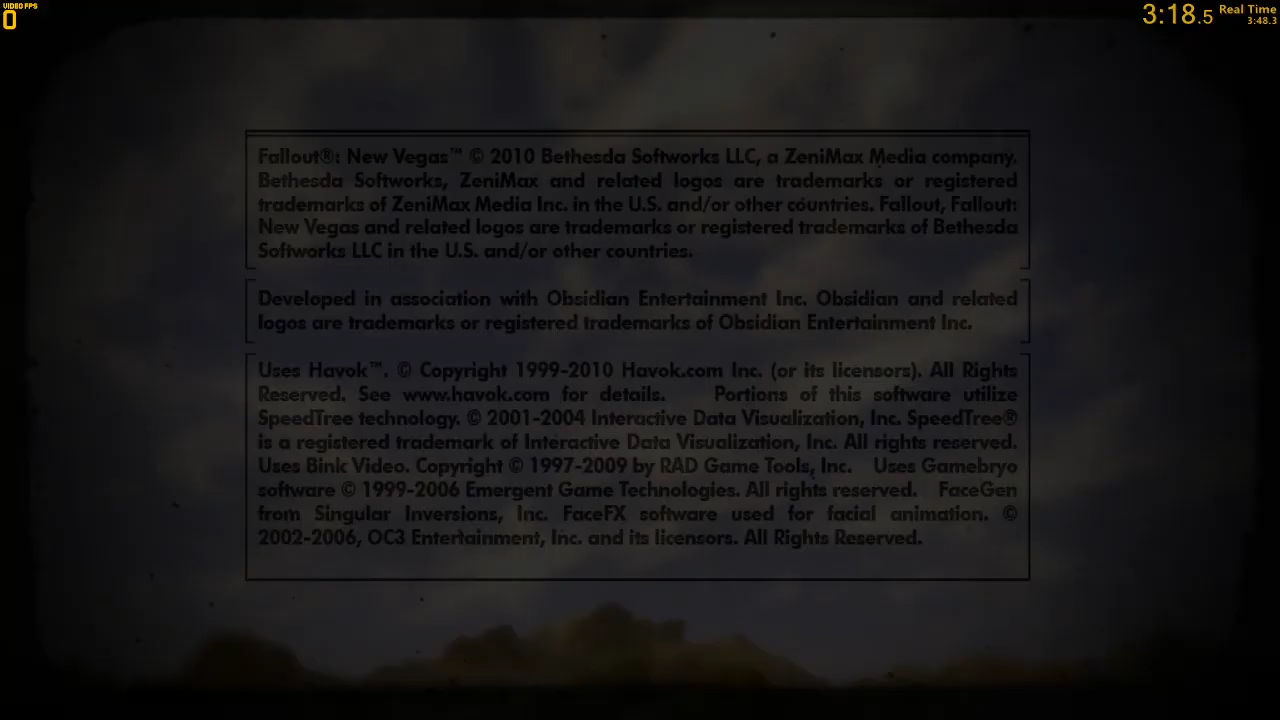 VIDEO FPS
0
3:18.5
Real Time
3:48.3
Fallout®: New Vegas™ © 2010 Bethesda Softworks LLC, a ZeniMax Media company.
Bethesda Softworks, ZeniMax and related logos are trademarks or registered
trademarks of ZeniMax Media Inc. in the U.S. and/or other countries. Fallout, Fallout:
New Vegas and related logos are trademarks or registered trademarks of Bethesda
Softworks LLC in the U.S. and/or other countries.
Developed in association with Obsidian Entertainment Inc. Obsidian and related
logos are trademarks or registered trademarks of Obsidian Entertainment Inc.
Uses Havok™. © Copyright 1999-2010 Havok.com Inc. (or its licensors). All Rights
Reserved. See www.havok.com for details. Portions of this software utilize
SpeedTree technology. © 2001-2004 Interactive Data Visualization, Inc. SpeedTree®
is a registered trademark of Interactive Data Visualization, Inc. All rights reserved.
Uses Bink Video. Copyright © 1997-2009 by RAD Game Tools, Inc. Uses Gamebryo
software © 1999-2006 Emergent Game Technologies. All rights reserved. FaceGen
from Singular Inversions, Inc. FaceFX software used for facial animation. ©
2002-2006, OC3 Entertainment, Inc. and its licensors. All Rights Reserved.